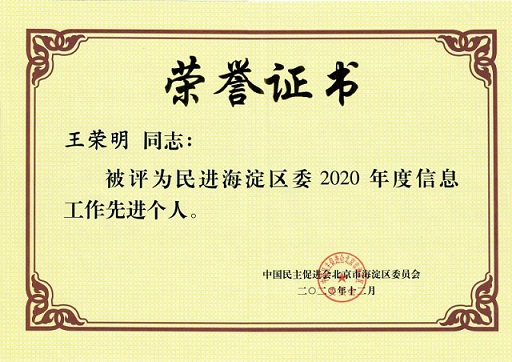 荣誉证书
王荣明 同志：
被评为民进海淀区委 2020 年度信息
工作先进个人。
中国民主促进会北京市海淀区委员会
二〇二〇年十二月